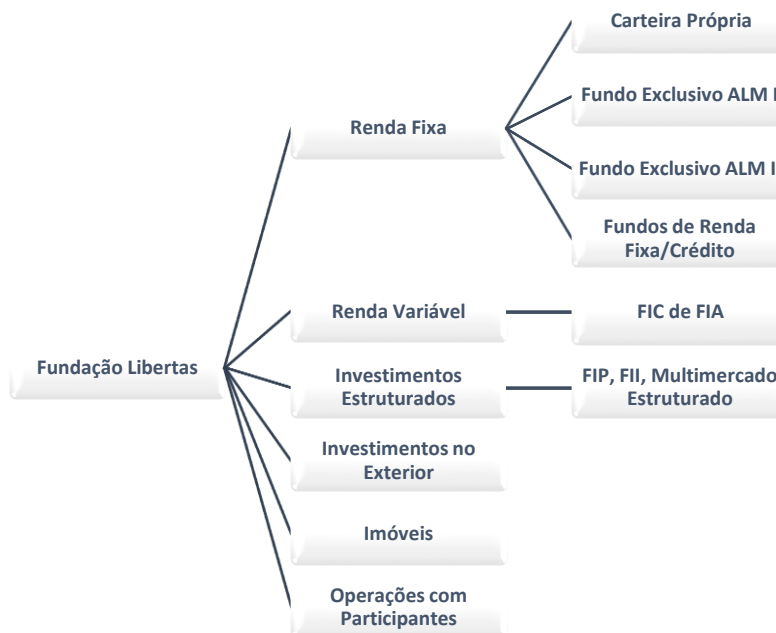 Fundação Libertas
Renda Fixa
Carteira Própria
Fundo Exclusivo ALM I
Fundo Exclusivo ALM I
Fundos de Renda
Fixa/Crédito
Renda Variável
FIC de FIA
Investimentos
Estruturados
FIP, FII, Multimercado
Estruturado
Investimentos no
Exterior
Imóveis
Operações com
Participantes